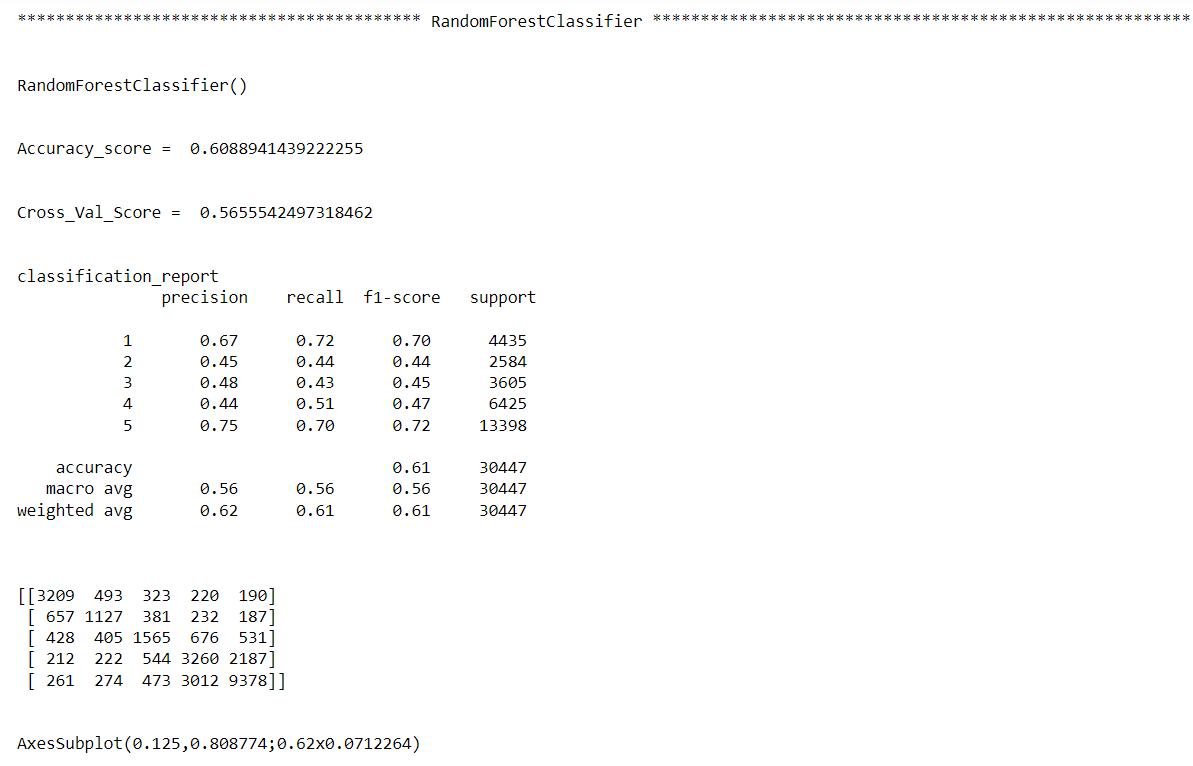 ****************************************** RandomForestClassifier ********************************************************
RandomForestClassifier()
Accuracy_score =  0.6088941439222255
Cross_Val_Score =  0.5655542497318462
classification_report
               precision    recall  f1-score   support
           1       0.67      0.72      0.70      4435
           2       0.45      0.44      0.44      2584
           3       0.48      0.43      0.45      3605
           4       0.44      0.51      0.47      6425
           5       0.75      0.70      0.72     13398
    accuracy                           0.61     30447
   macro avg       0.56      0.56      0.56     30447
weighted avg       0.62      0.61      0.61     30447
[[3209  493  323  220  190]
 [ 657 1127  381  232  187]
 [ 428  405 1565  676  531]
 [ 212  222  544 3260 2187]
 [ 261  274  473 3012 9378]]
AxesSubplot(0.125,0.808774;0.62x0.0712264)